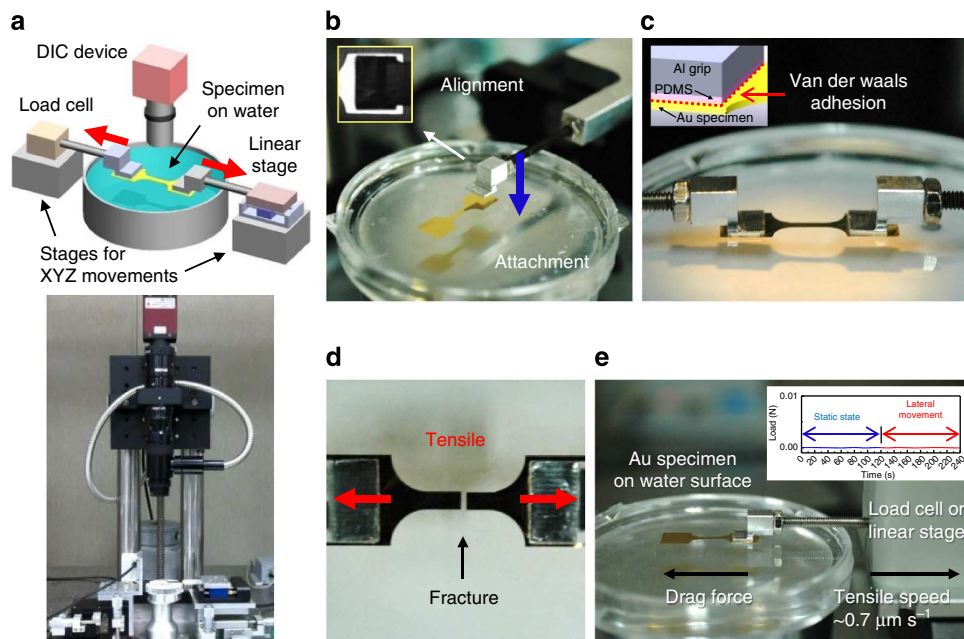 a
DIC device
Load cell
Specimen
on water
Linear
stage
Stages for
XYZ movements
b
Alignment
Attachment
c
Al grip
PDMS
Au specimen
Van der waals
adhesion
d
Tensile
Fracture
e
Au specimen
on water surface
Load (N)
0.01
0.00
Static state
Lateral
movement
0 20 40 60 80 100 120 140 160 180 200 220 240
Time (s)
Load cell or
linear stage
Drag force
Tensile speed
~0.7 μm s⁻¹